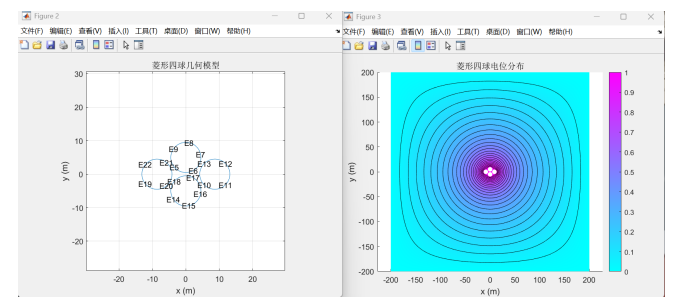 Figure 2
文件(F) 编辑(E) 查看(V) 插入(I) 工具(T) 桌面(D) 窗口(W) 帮助(H)
菱形四球几何模型
30
20
10
0
-10
-20
y (m)
E8
E9
E7
E22
E23
E13
E12
E5
E6
E17
E18
E19
E20
E10
E11
E14
E16
E15
-20 -10 0 10 20
x (m)
Figure 3
文件(F) 编辑(E) 查看(V) 插入(I) 工具(T) 桌面(D) 窗口(W) 帮助(H)
菱形四球电位分布
200
150
100
50
0
-50
-100
-150
-200
y (m)
-200 -150 -100 -50 0 50 100 150 200
x (m)
1
0.9
0.8
0.7
0.6
0.5
0.4
0.3
0.2
0.1
0